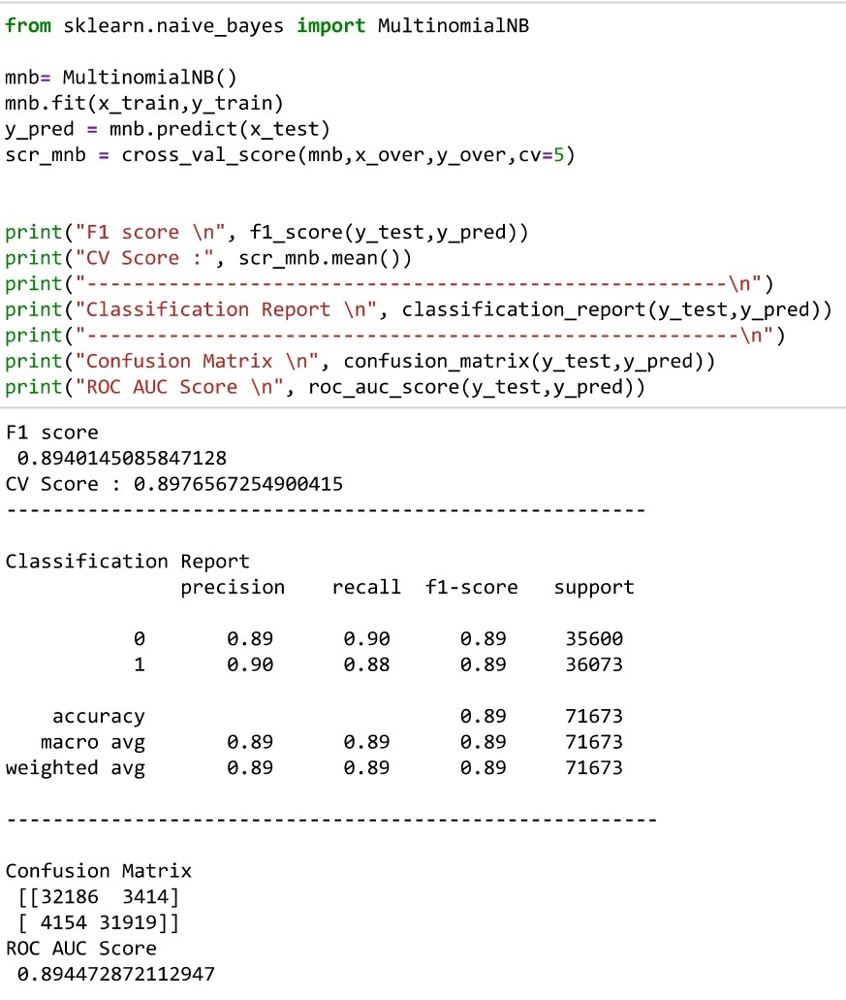 from sklearn.naive_bayes import MultinomialNB
mnb= MultinomialNB()
mnb.fit(x_train,y_train)
y_pred = mnb.predict(x_test)
scr_mnb = cross_val_score(mnb,x_over,y_over,cv=5)
print("F1 score \n", f1_score(y_test,y_pred))
print("CV Score :", scr_mnb.mean())
print("-------------------------------------------------------\n")
print("Classification Report \n", classification_report(y_test,y_pred))
print("--------------------------------------------------------\n")
print("Confusion Matrix \n", confusion_matrix(y_test,y_pred))
print("ROC AUC Score \n", roc_auc_score(y_test,y_pred))
F1 score
 0.8940145085847128
CV Score : 0.8976567254900415
-------------------------------------------------------
Classification Report
               precision    recall  f1-score   support
           0       0.89      0.90      0.89     35600
           1       0.90      0.88      0.89     36073
    accuracy                           0.89     71673
   macro avg       0.89      0.89      0.89     71673
weighted avg       0.89      0.89      0.89     71673
--------------------------------------------------------
Confusion Matrix
 [[32186  3414]
 [ 4154 31919]]
ROC AUC Score
 0.894472872112947